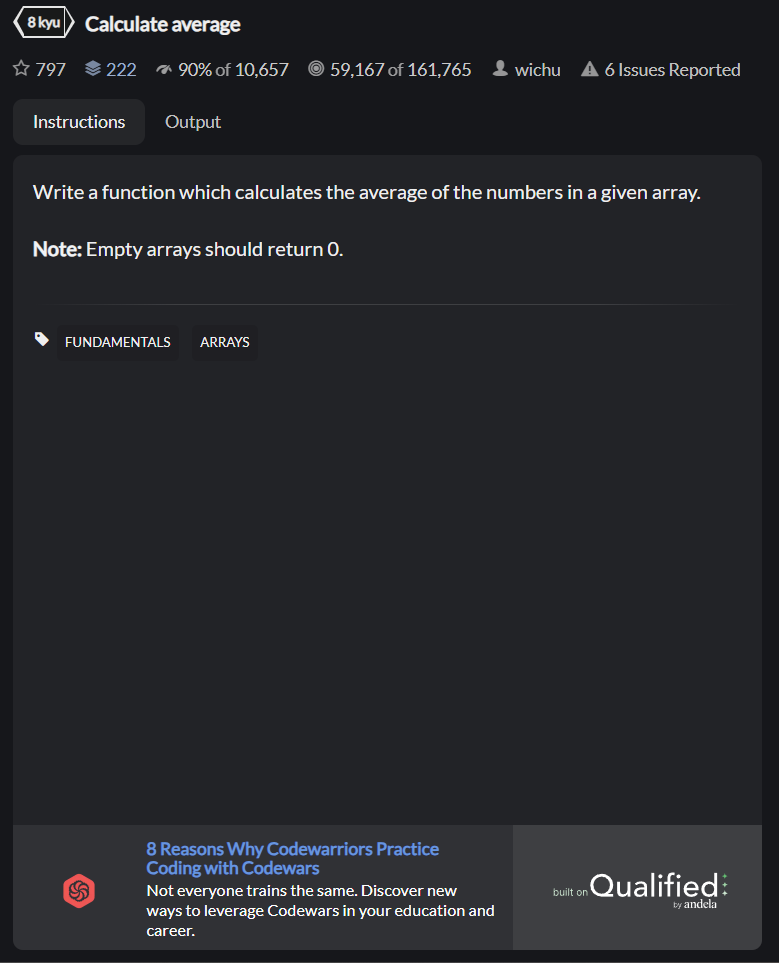 8 kyu Calculate average
797 222 90% of 10,657 59,167 of 161,765 wichu 6 Issues Reported
Instructions Output
Write a function which calculates the average of the numbers in a given array.
Note: Empty arrays should return 0.
FUNDAMENTALS ARRAYS
8 Reasons Why Codewarriors Practice
Coding with Codewars
Not everyone trains the same. Discover new
ways to leverage Codewars in your education and
career.
built on Qualified
by andela